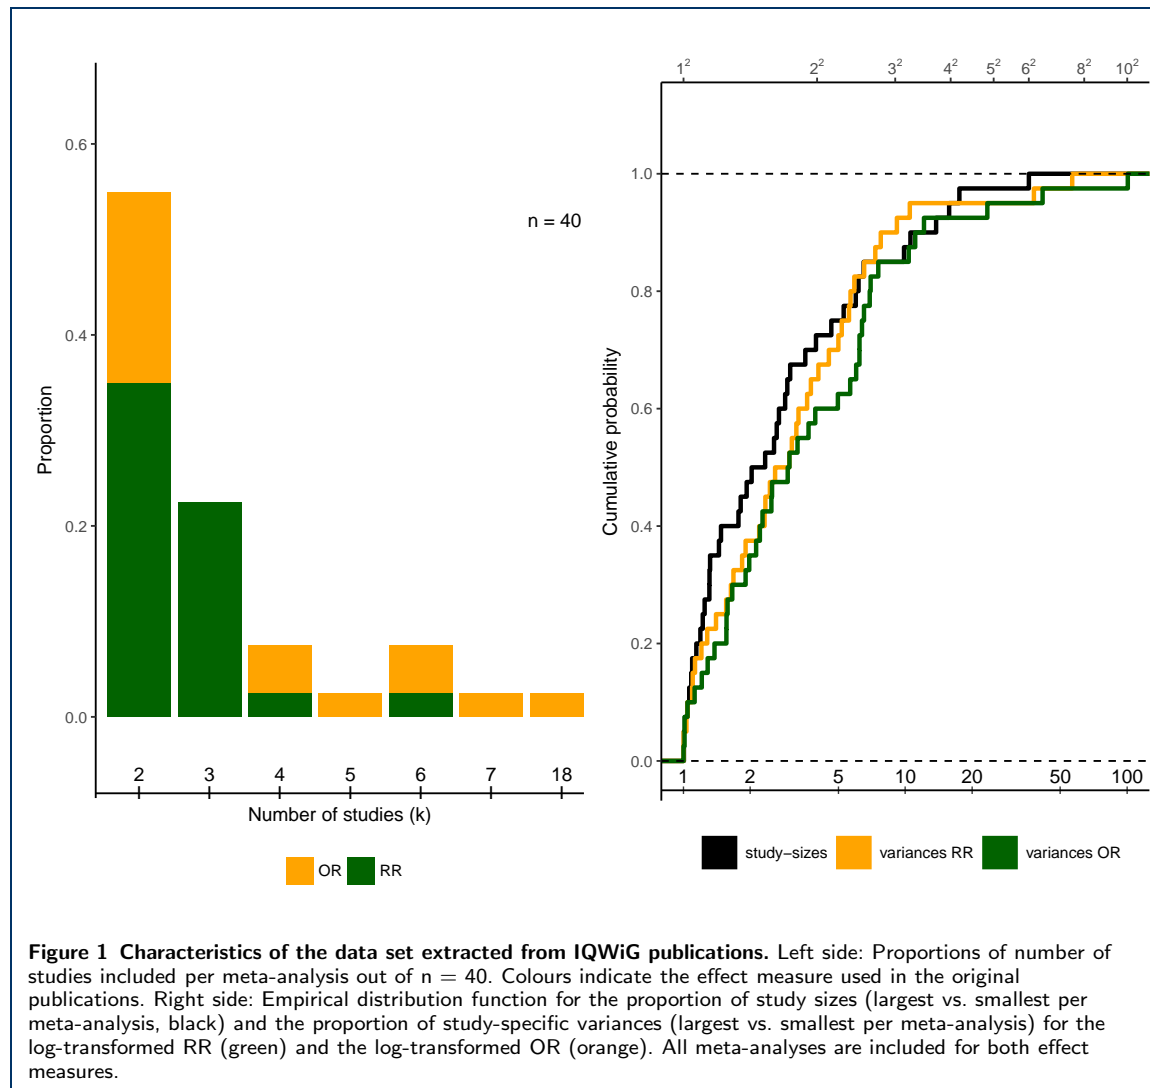 0.6
0.4
0.2
0.0
Proportion
n = 40
2 3 4 5 6 7 18
Number of studies (k)
OR RR
1² 2² 3² 4² 5² 6² 8² 10²
1.0
0.8
0.6
0.4
0.2
0.0
Cumulative probability
1 2 5 10 20 50 100
study−sizes variances RR variances OR
Figure 1 Characteristics of the data set extracted from IQWiG publications. Left side: Proportions of number of
studies included per meta-analysis out of n = 40. Colours indicate the effect measure used in the original
publications. Right side: Empirical distribution function for the proportion of study sizes (largest vs. smallest per
meta-analysis, black) and the proportion of study-specific variances (largest vs. smallest per meta-analysis) for the
log-transformed RR (green) and the log-transformed OR (orange). All meta-analyses are included for both effect
measures.